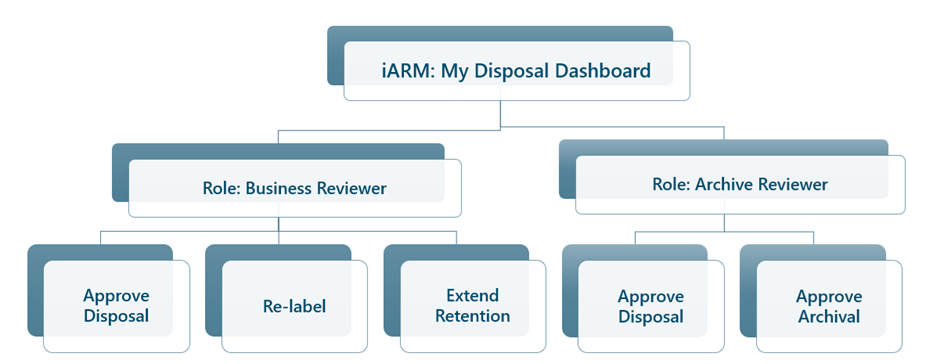 iARM: My Disposal Dashboard
Role: Business Reviewer
Role: Archive Reviewer
Approve
Disposal
Re-label
Extend
Retention
Approve
Disposal
Approve
Archival